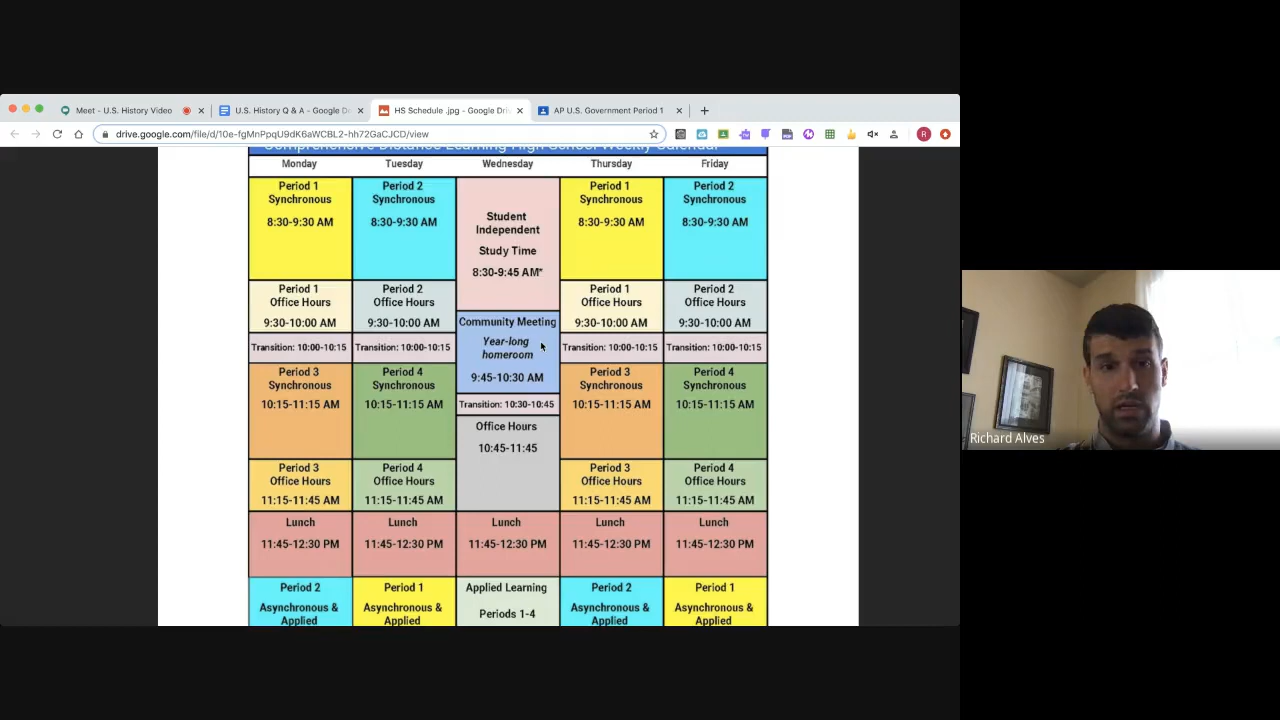 Meet - U.S. History Video
U.S. History Q & A - Google D
HS Schedule .jpg - Google Dri
AP U.S. Government Period 1
drive.google.com/file/d/10e-fgMnPpqU9dK6aWCBL2-hh72GaCJCD/view
R
Comprehensive Distance Learning High School Weekly Calendar
Monday Tuesday Wednesday Thursday Friday
Period 1
Synchronous
8:30-9:30 AM
Period 2
Synchronous
8:30-9:30 AM
Student
Independent
Study Time
8:30-9:45 AM*
Period 1
Synchronous
8:30-9:30 AM
Period 2
Synchronous
8:30-9:30 AM
Period 1
Office Hours
9:30-10:00 AM
Period 2
Office Hours
9:30-10:00 AM
Community Meeting
Year-long
homeroom
9:45-10:30 AM
Period 1
Office Hours
9:30-10:00 AM
Period 2
Office Hours
9:30-10:00 AM
Transition: 10:00-10:15
Transition: 10:00-10:15
Transition: 10:00-10:15
Transition: 10:00-10:15
Period 3
Synchronous
10:15-11:15 AM
Period 4
Synchronous
10:15-11:15 AM
Transition: 10:30-10:45
Office Hours
10:45-11:45
Period 3
Synchronous
10:15-11:15 AM
Period 4
Synchronous
10:15-11:15 AM
Period 3
Office Hours
11:15-11:45 AM
Period 4
Office Hours
11:15-11:45 AM
Period 3
Office Hours
11:15-11:45 AM
Period 4
Office Hours
11:15-11:45 AM
Lunch
11:45-12:30 PM
Lunch
11:45-12:30 PM
Lunch
11:45-12:30 PM
Lunch
11:45-12:30 PM
Lunch
11:45-12:30 PM
Period 2
Asynchronous &
Applied
Period 1
Asynchronous &
Applied
Applied Learning
Periods 1-4
Period 2
Asynchronous &
Applied
Period 1
Asynchronous &
Applied
Richard Alves